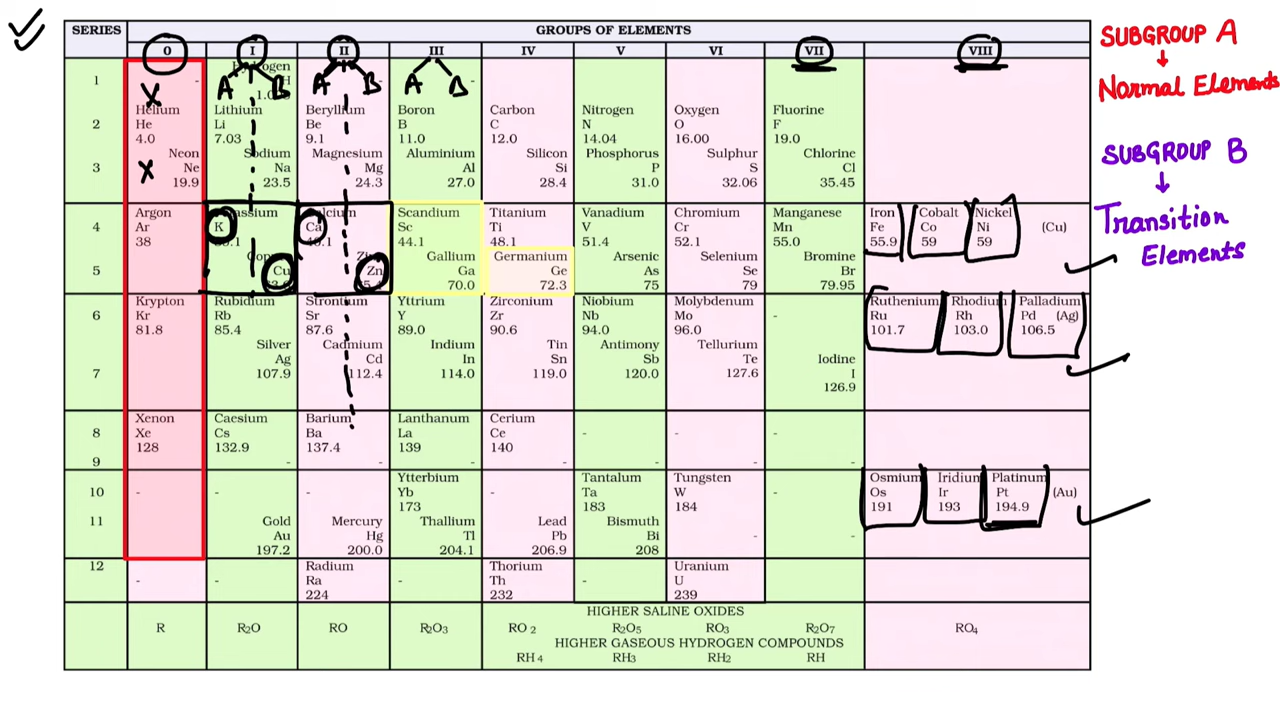 SERIES GROUPS OF ELEMENTS
0 I II III IV V VI VII VIII
SUBGROUP A
↓
Normal Elements
SUBGROUP B
↓
Transition
Elements
1 X - A B A B - A B -
1.0
2 Helium Lithium Beryllium Boron Carbon Nitrogen Oxygen Fluorine
He Li Be B C N O F
4.0 7.03 9.1 11.0 12.0 14.04 16.00 19.0
3 X Neon Sodium Magnesium Aluminium Silicon Phosphorus Sulphur Chlorine
Ne Na Mg Al Si P S Cl
19.9 23.5 24.3 27.0 28.4 31.0 32.06 35.45
4 Argon Potassium Calcium Scandium Titanium Vanadium Chromium Manganese Iron Cobalt Nickel
Ar K Ca Sc Ti V Cr Mn Fe Co Ni (Cu)
38 44.1 48.1 51.4 52.1 55.0 55.9 59 59
5 Gallium Germanium Arsenic Selenium Bromine
Cu Zn Ga Ge As Se Br
70.0 72.3 75 79 79.95
6 Krypton Rubidium Strontium Yttrium Zirconium Niobium Molybdenum - Ruthenium Rhodium Palladium
Kr Rb Sr Y Zr Nb Mo Ru Rh Pd (Ag)
81.8 85.4 87.6 89.0 90.6 94.0 96.0 101.7 103.0 106.5
7 Silver Cadmium Indium Tin Antimony Tellurium Iodine
Ag Cd In Sn Sb Te I
107.9 112.4 114.0 119.0 120.0 127.6 126.9
8 Xenon Caesium Barium Lanthanum Cerium - - -
Xe Cs Ba La Ce
128 132.9 137.4 139 140
9 - - - - - - -
10 - - - Ytterbium - Tantalum Tungsten - Osmium Iridium Platinum
Yb Ta W Os Ir Pt (Au)
173 183 184 191 193 194.9
11 Gold Mercury Thallium Lead Bismuth - -
Au Hg Tl Pb Bi
197.2 200.0 204.1 206.9 208
12 - - Radium - Thorium - Uranium
Ra Th U
224 232 239
HIGHER SALINE OXIDES
R R2O RO R2O3 RO2 R2O5 RO3 R2O7 RO4
HIGHER GASEOUS HYDROGEN COMPOUNDS
RH4 RH3 RH2 RH